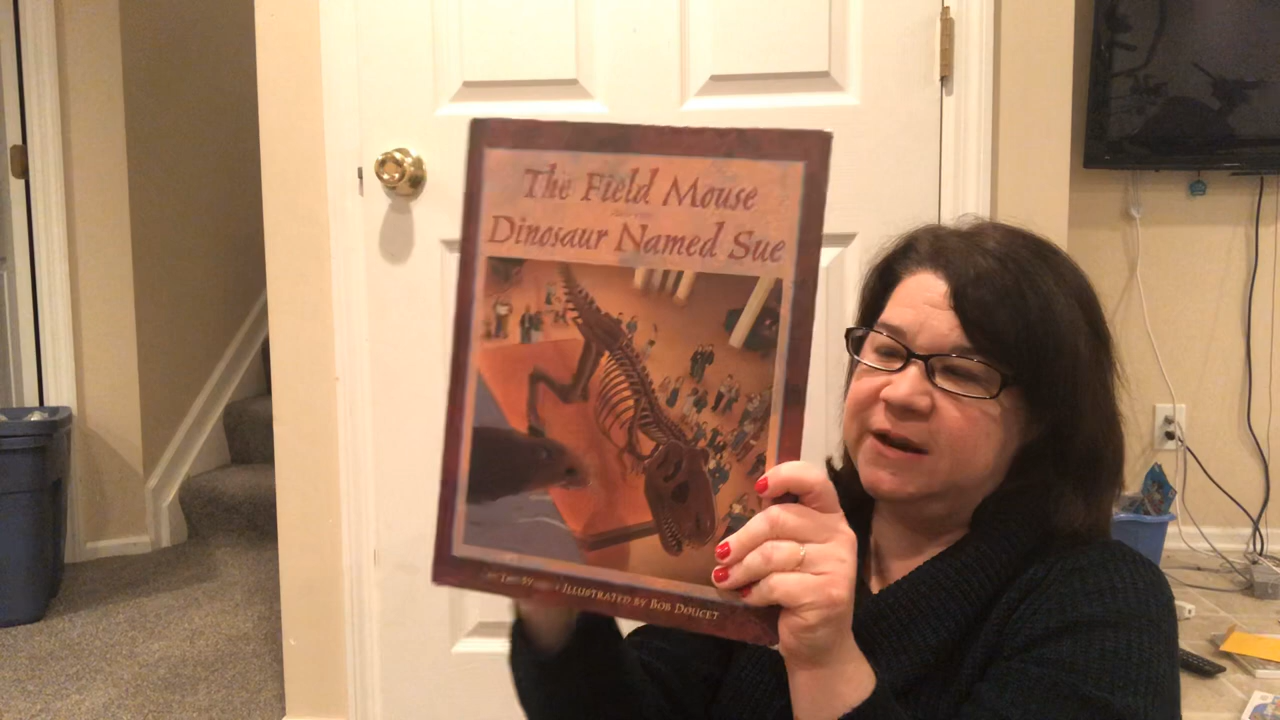 The Field Mouse
Dinosaur Named Sue
Illustrated by Bob Doucet